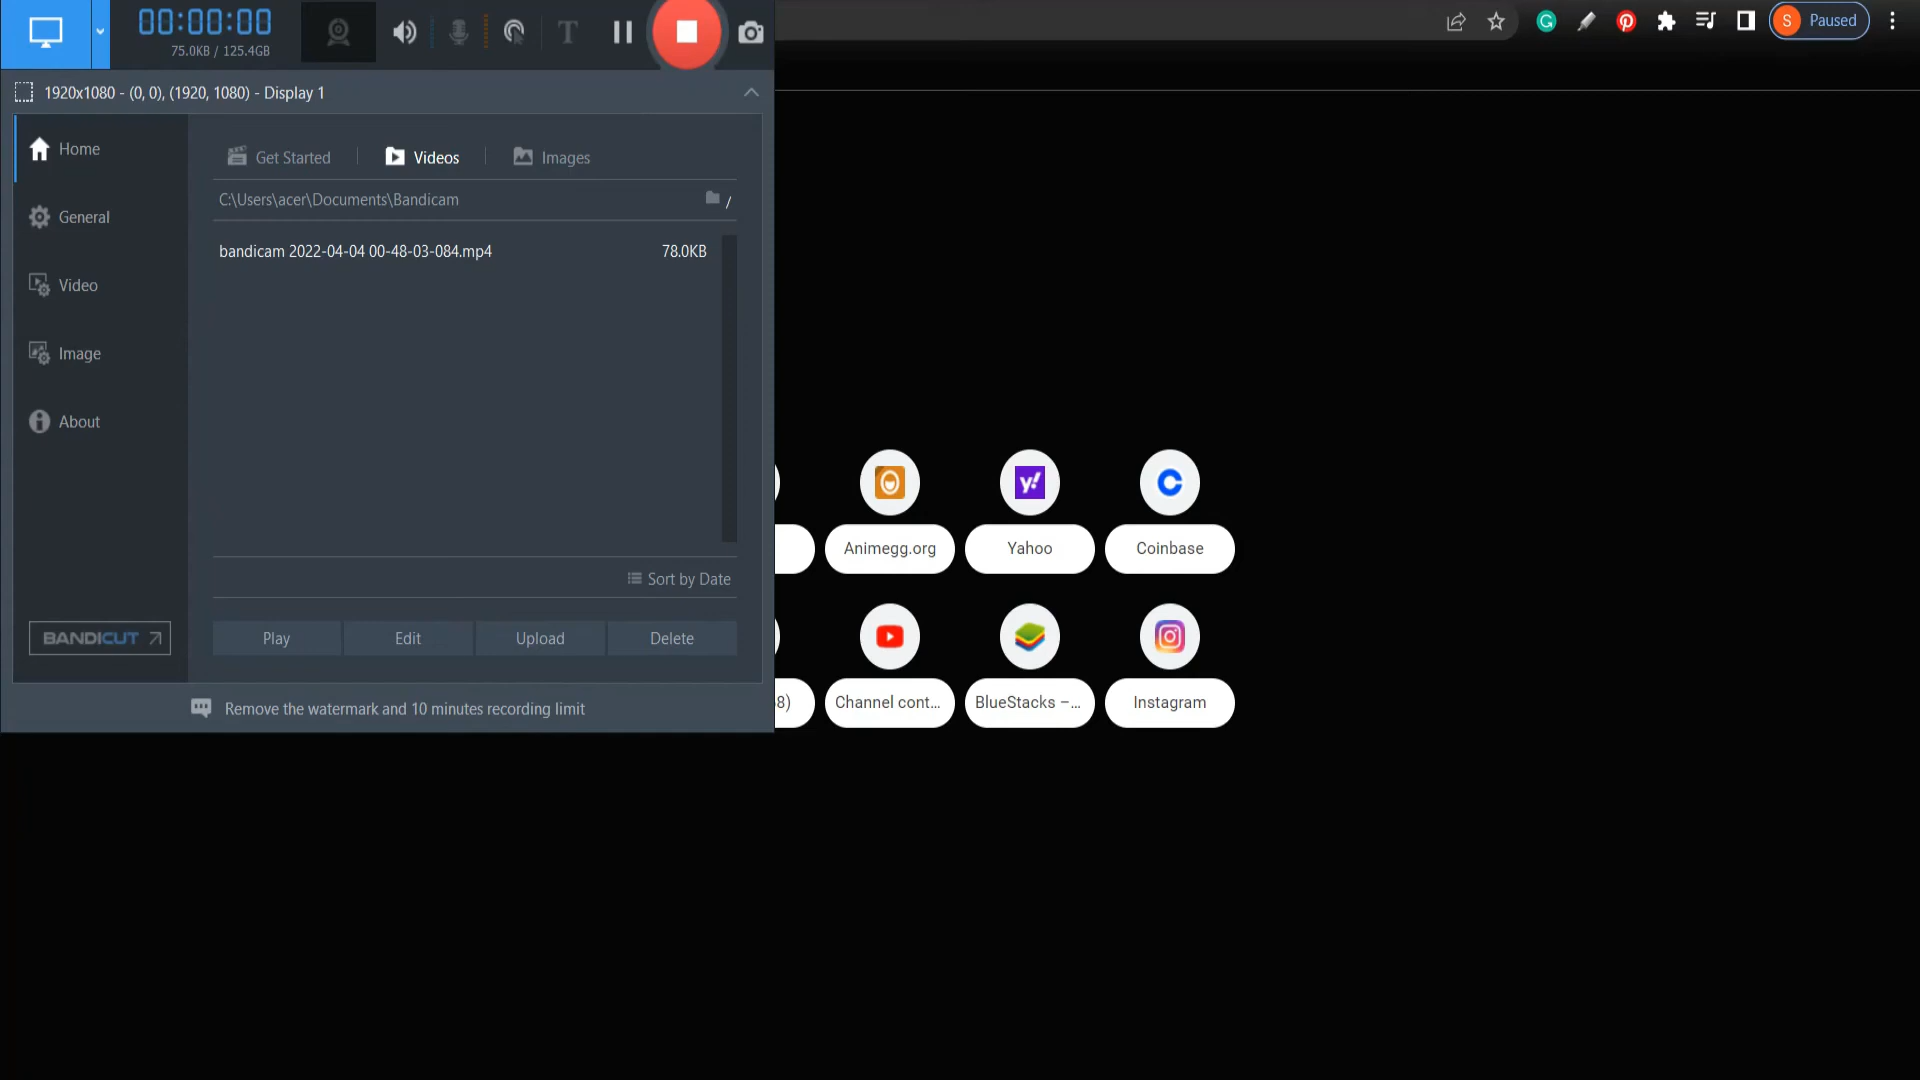 00:00:00
75.0KB / 125.4GB
T
S Paused
1920x1080 - (0, 0), (1920, 1080) - Display 1
Home
General
Video
Image
About
Get Started
Videos
Images
C:\Users\acer\Documents\Bandicam
bandicam 2022-04-04 00-48-03-084.mp4 78.0KB
Sort by Date
BANDICUT
Play
Edit
Upload
Delete
Remove the watermark and 10 minutes recording limit
Animegg.org
Yahoo
Coinbase
8)
Channel cont...
BlueStacks –...
Instagram